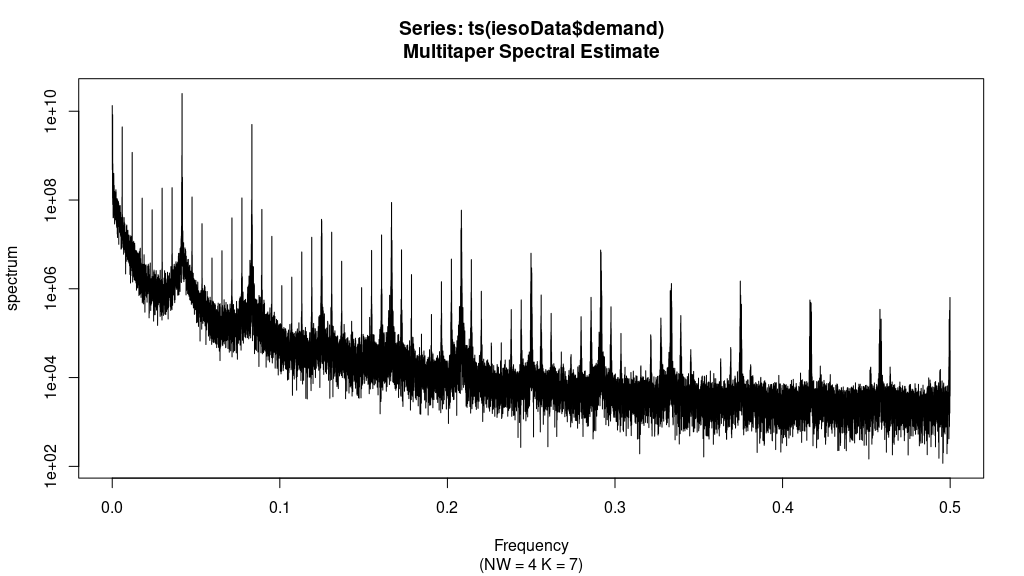 Series: ts(iesoData$demand)
Multitaper Spectral Estimate
spectrum
1e+10
1e+08
1e+06
1e+04
1e+02
0.0 0.1 0.2 0.3 0.4 0.5
Frequency
(NW = 4 K = 7)